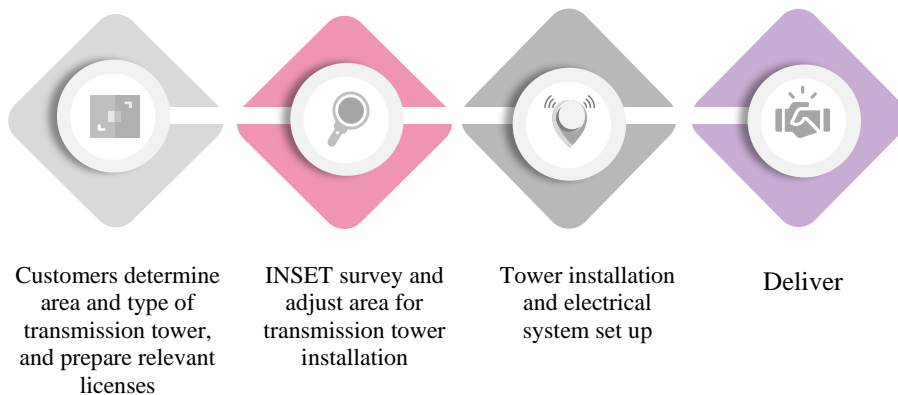 Customers determine
area and type of
transmission tower,
and prepare relevant
licenses
INSET survey and
adjust area for
transmission tower
installation
Tower installation
and electrical
system set up
Deliver